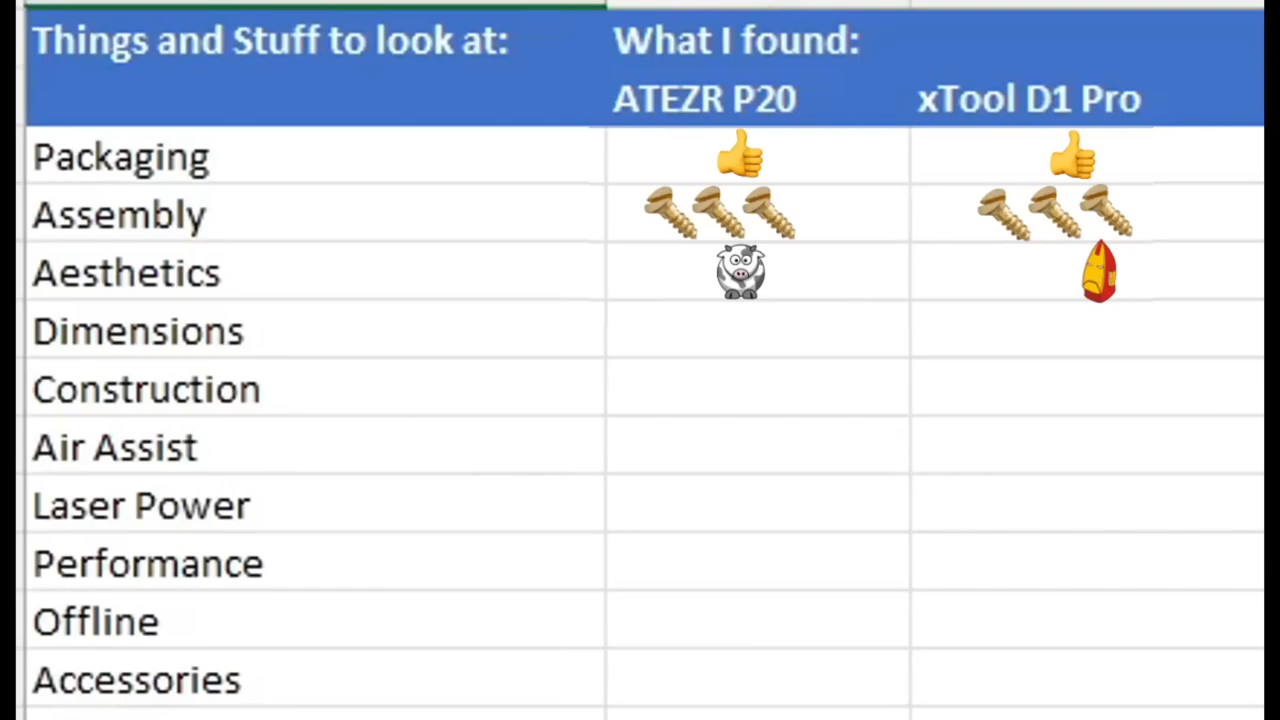 Things and Stuff to look at:
What I found:
ATEZR P20
xTool D1 Pro
Packaging
Assembly
Aesthetics
Dimensions
Construction
Air Assist
Laser Power
Performance
Offline
Accessories